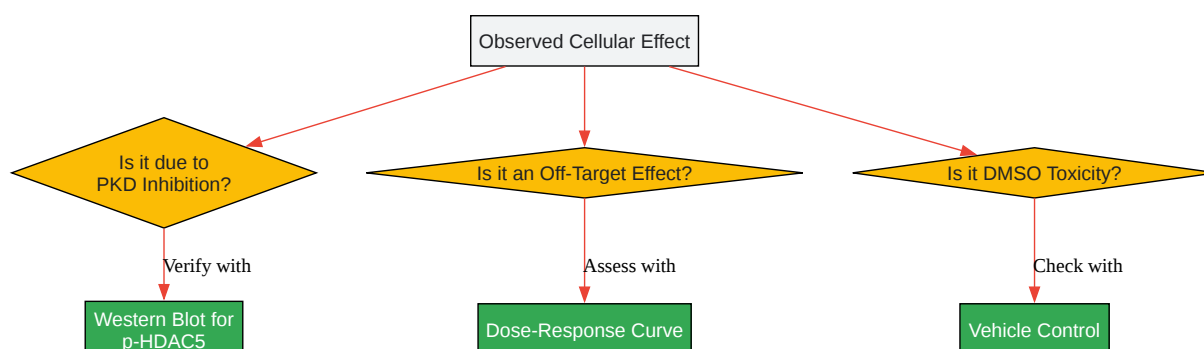 Observed Cellular Effect
Is it due to
PKD Inhibition?
Is it an Off-Target Effect?
Is it DMSO Toxicity?
Verify with
Assess with
Check with
Western Blot for
p-HDAC5
Dose-Response Curve
Vehicle Control